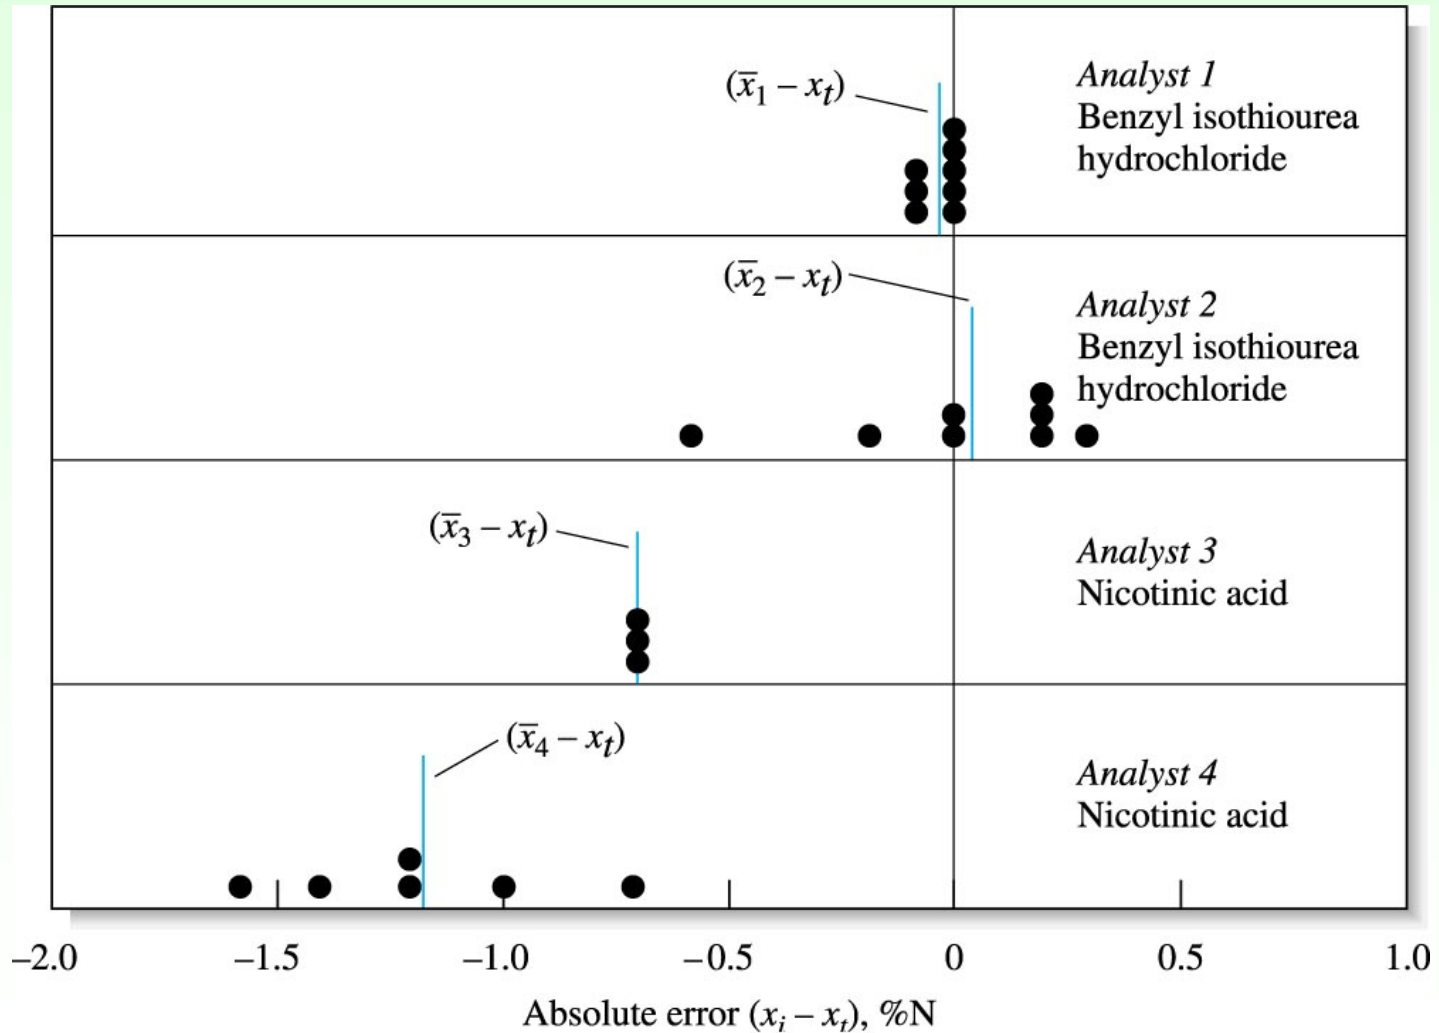 (x̄₁ – xₜ)
Analyst 1
Benzyl isothiourea
hydrochloride
(x̄₂ – xₜ)
Analyst 2
Benzyl isothiourea
hydrochloride
(x̄₃ – xₜ)
Analyst 3
Nicotinic acid
(x̄₄ – xₜ)
Analyst 4
Nicotinic acid
–2.0 –1.5 –1.0 –0.5 0 0.5 1.0
Absolute error (xᵢ – xₜ), %N